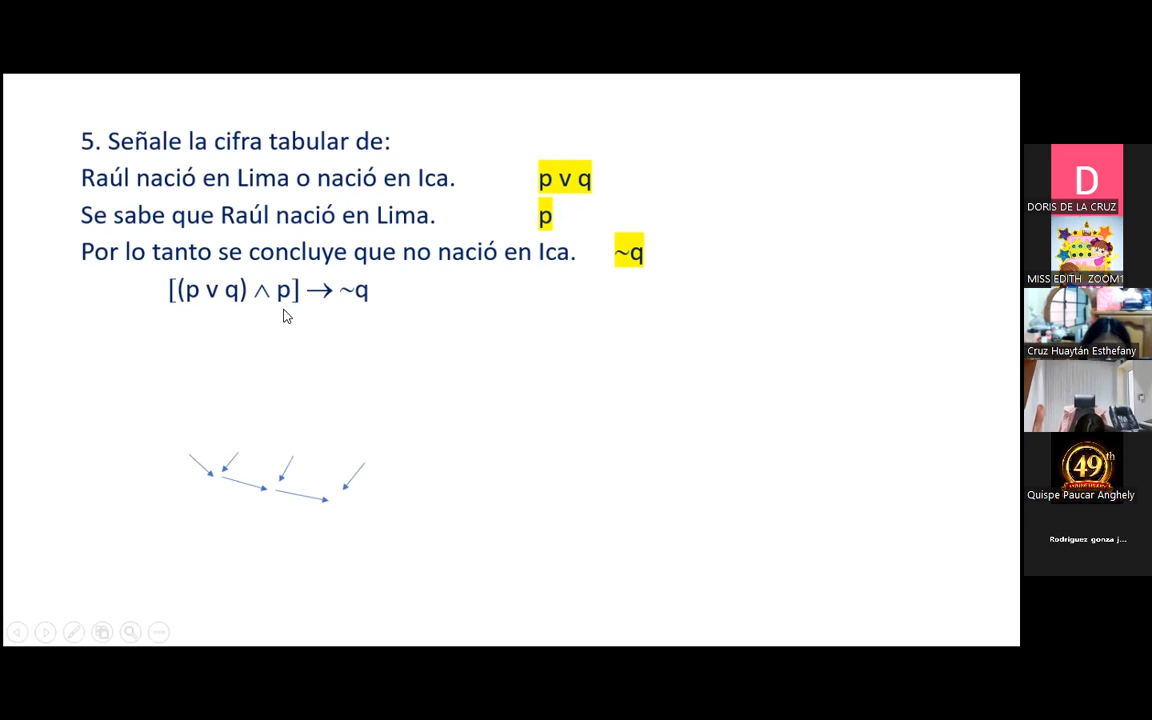 5. Señale la cifra tabular de:
Raúl nació en Lima o nació en Ica. p v q
Se sabe que Raúl nació en Lima. p
Por lo tanto se concluye que no nació en Ica. ~q
[(p v q) ∧ p] → ~q
D
DORIS DE LA CRUZ
MISS EDITH_ZOOM1
Cruz Huaytán Esthefany
49th
ANNIVERSARY
Quispe Paucar Anghely
Rodriguez gonza j...